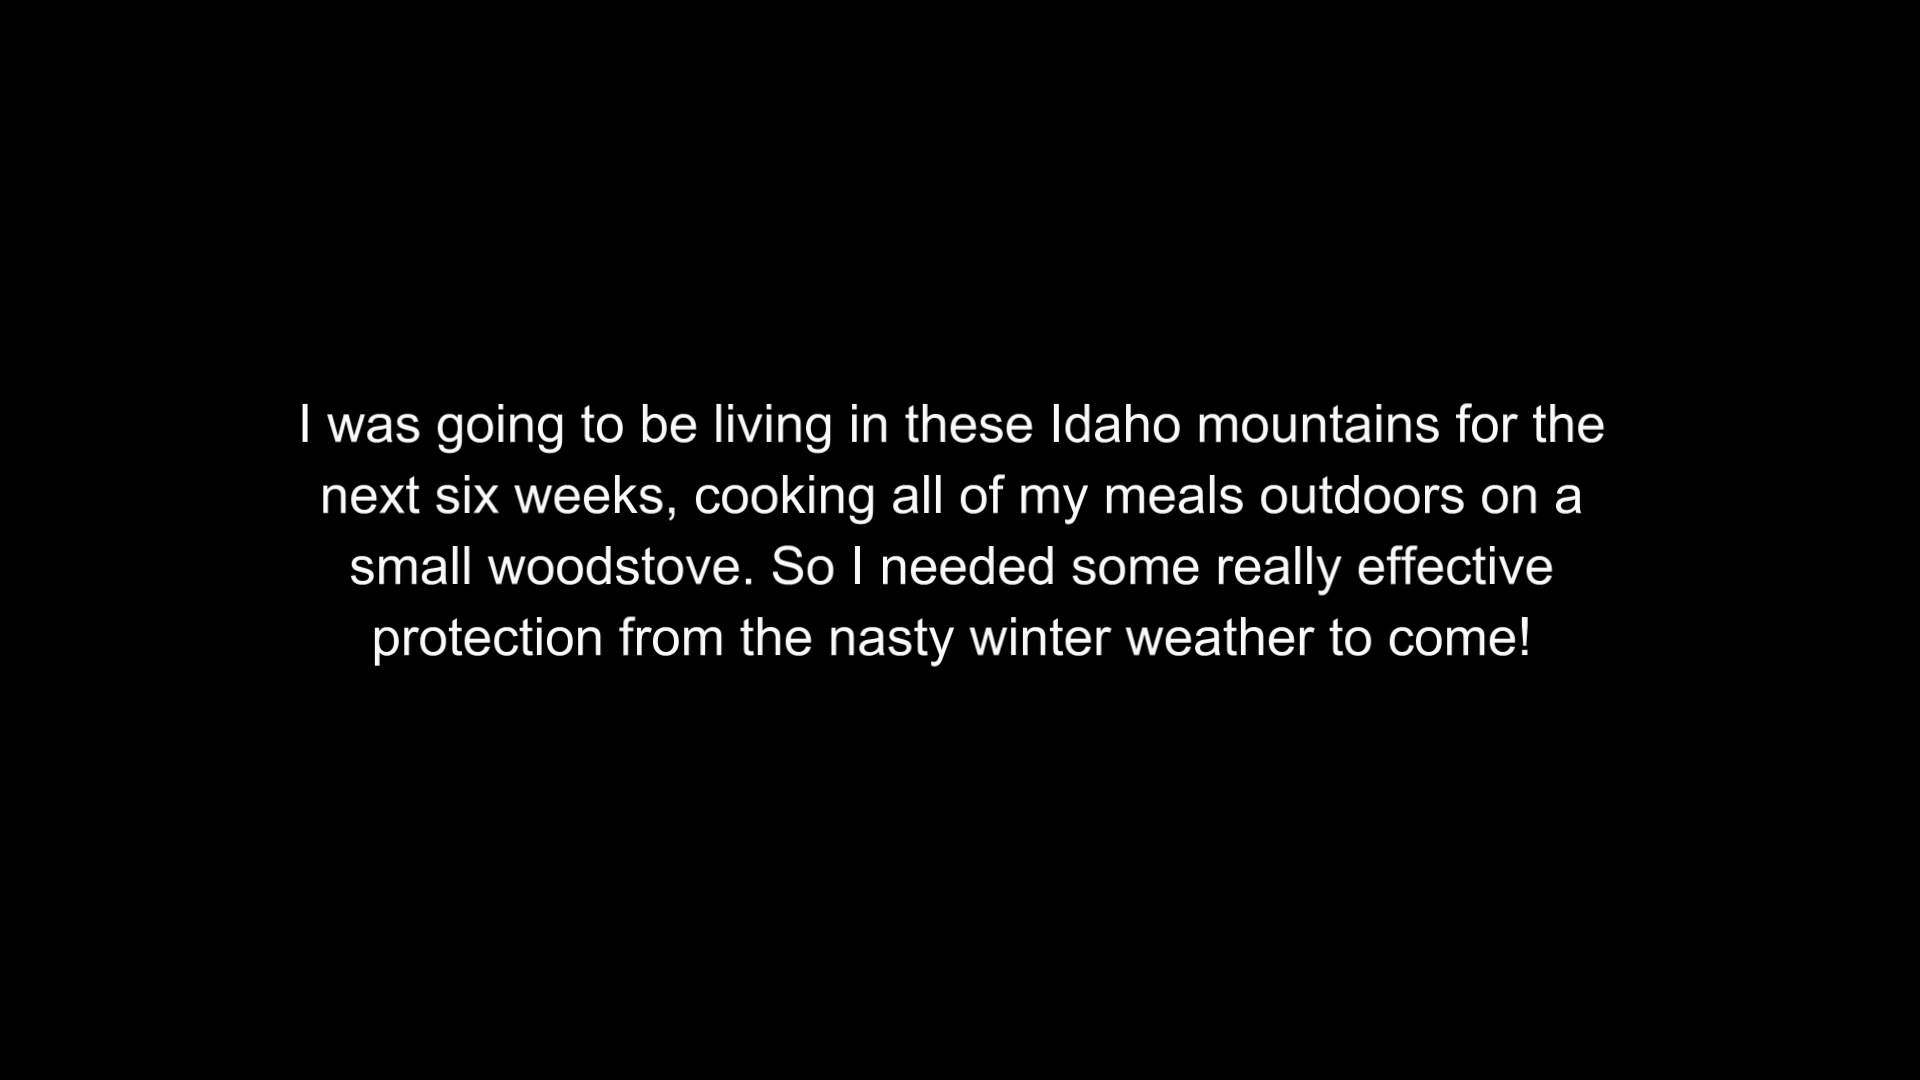 I was going to be living in these Idaho mountains for the
next six weeks, cooking all of my meals outdoors on a
small woodstove. So I needed some really effective
protection from the nasty winter weather to come!